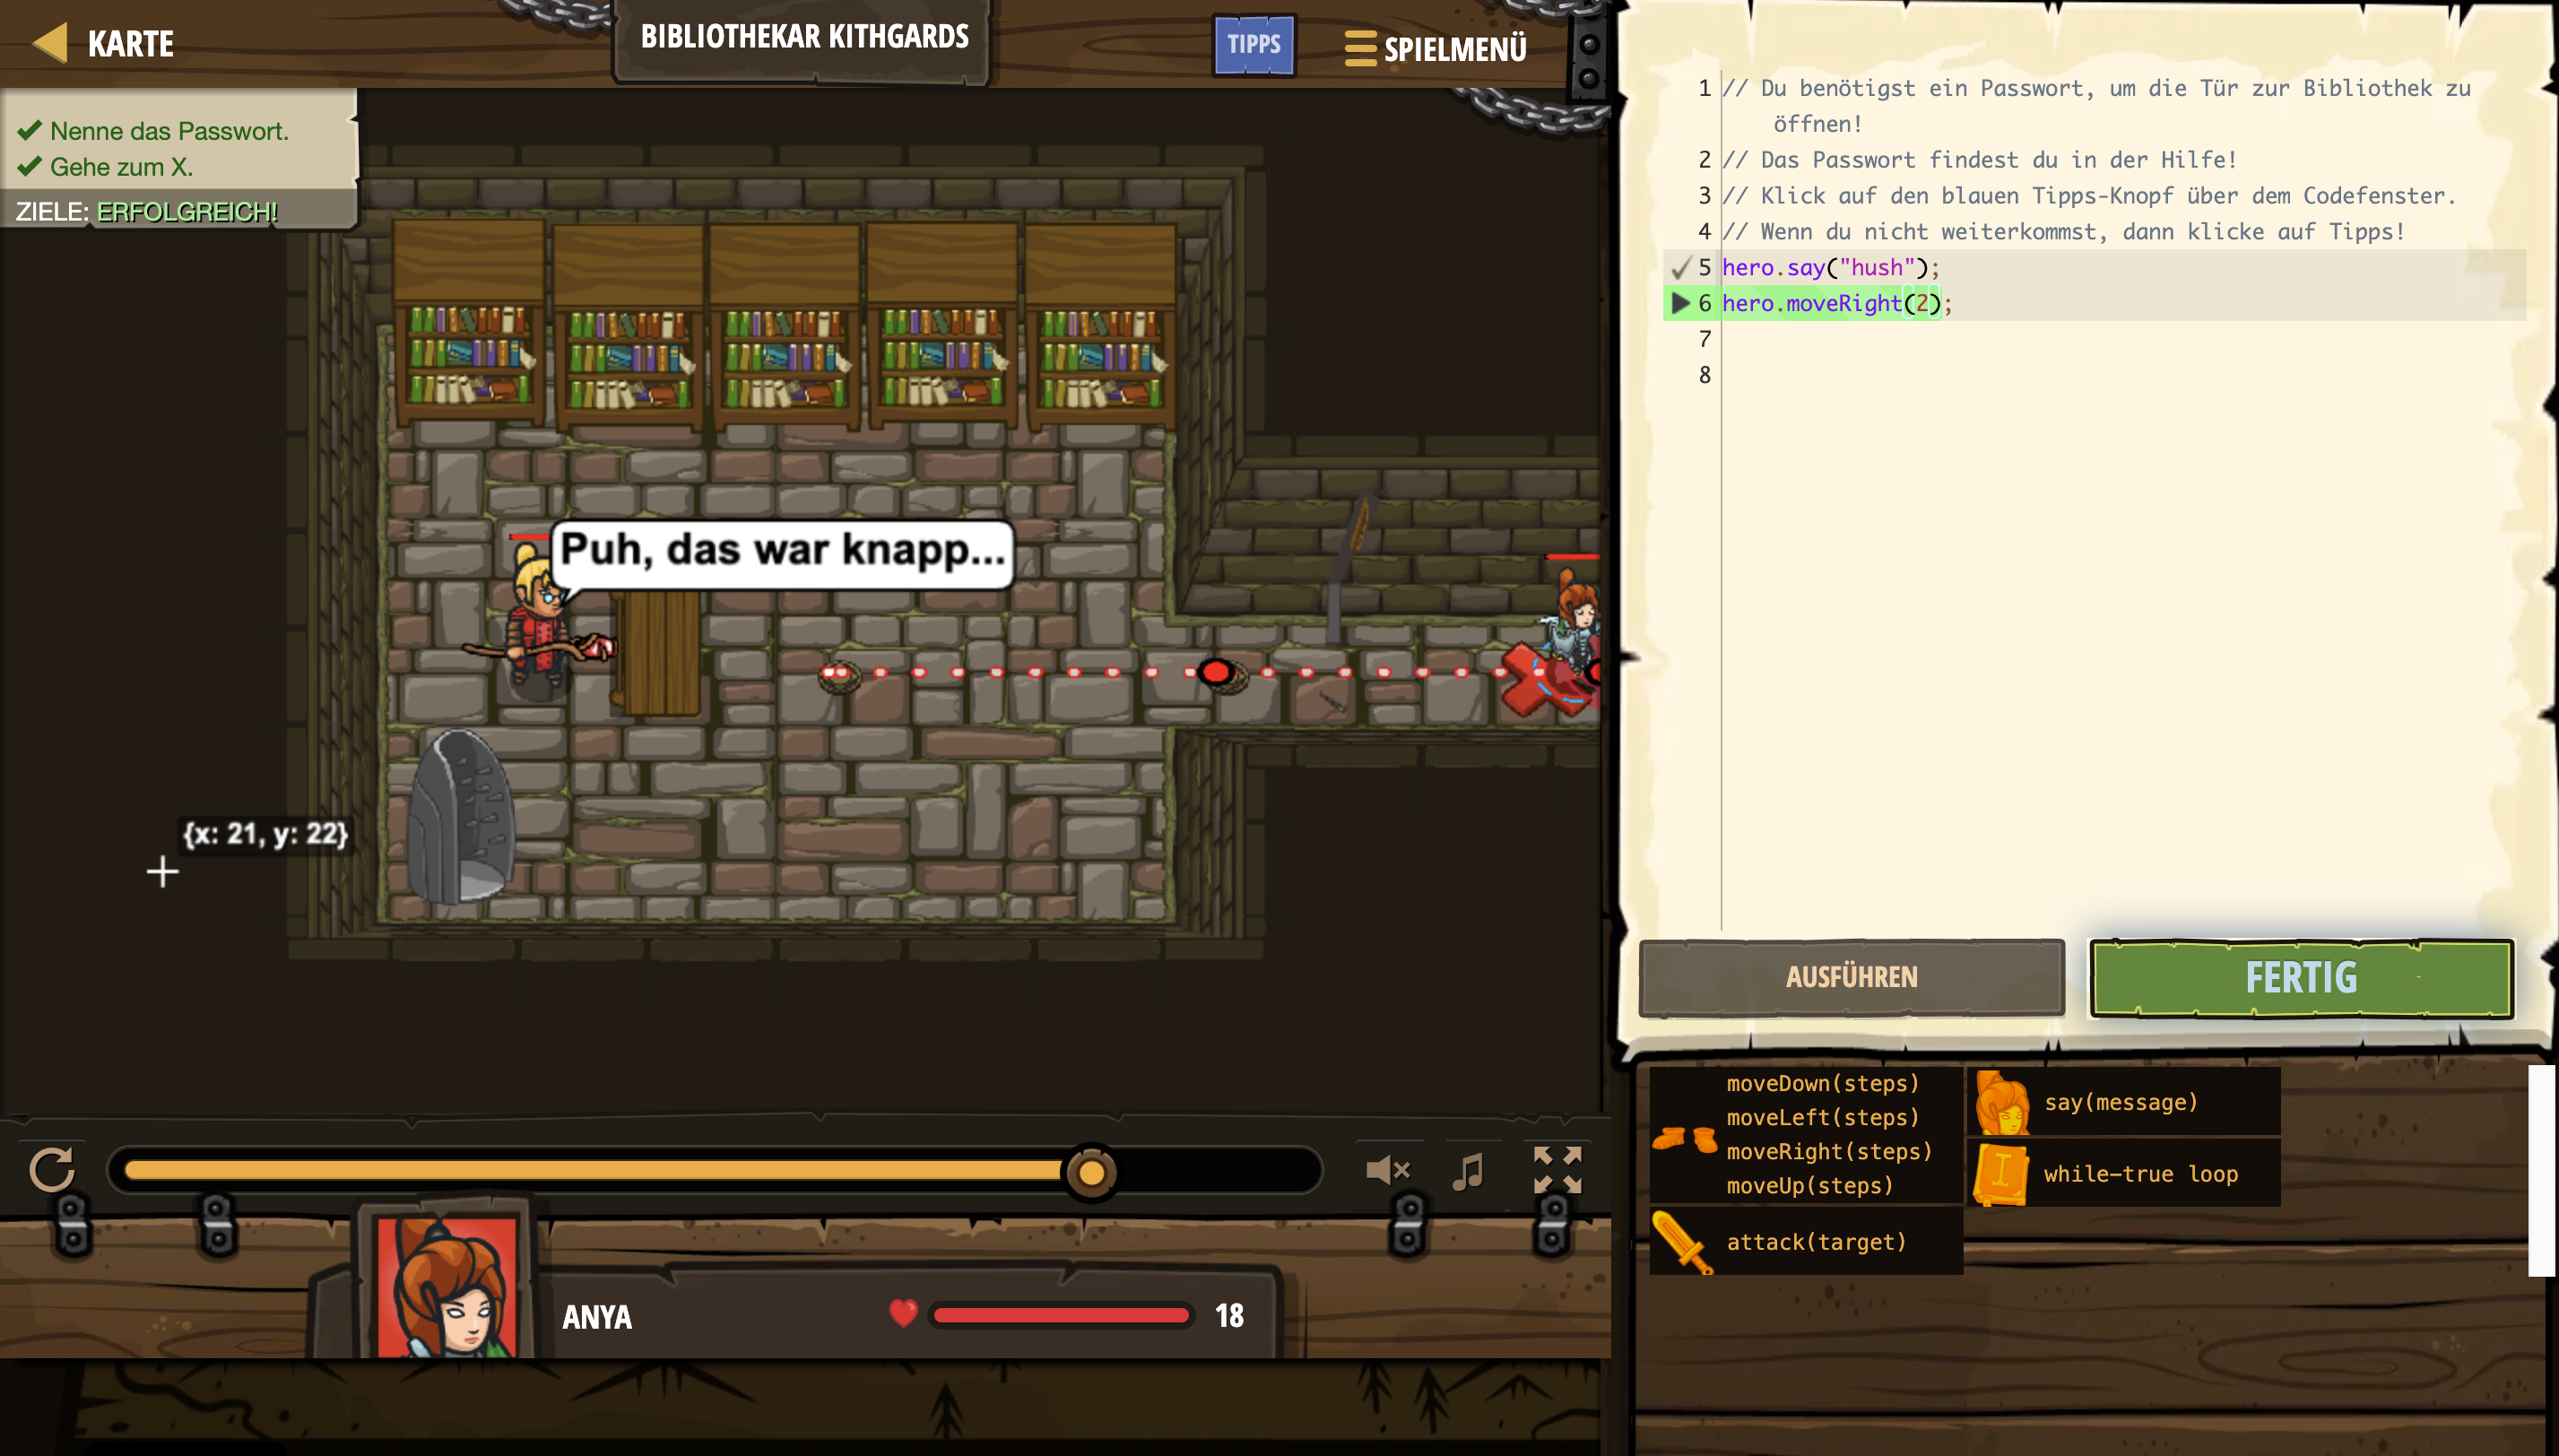 KARTE
BIBLIOTHEKAR KITHGARDS
TIPPS
SPIELMENÜ
Nenne das Passwort.
Gehe zum X.
ZIELE: ERFOLGREICH!
Puh, das war knapp...
{x: 21, y: 22}
ANYA
18
1 // Du benötigst ein Passwort, um die Tür zur Bibliothek zu
öffnen!
2 // Das Passwort findest du in der Hilfe!
3 // Klick auf den blauen Tipps-Knopf über dem Codefenster.
4 // Wenn du nicht weiterkommst, dann klicke auf Tipps!
5 hero.say("hush");
6 hero.moveRight(2);
7
8
AUSFÜHREN
FERTIG
moveDown(steps)
moveLeft(steps)
moveRight(steps)
moveUp(steps)
attack(target)
say(message)
while-true loop